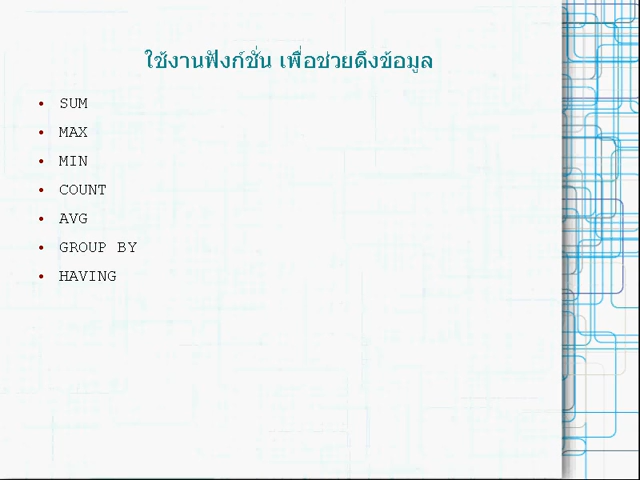 ใช้งานฟังก์ชั่น เพื่อช่วยดึงข้อมูล
• SUM
• MAX
• MIN
• COUNT
• AVG
• GROUP BY
• HAVING